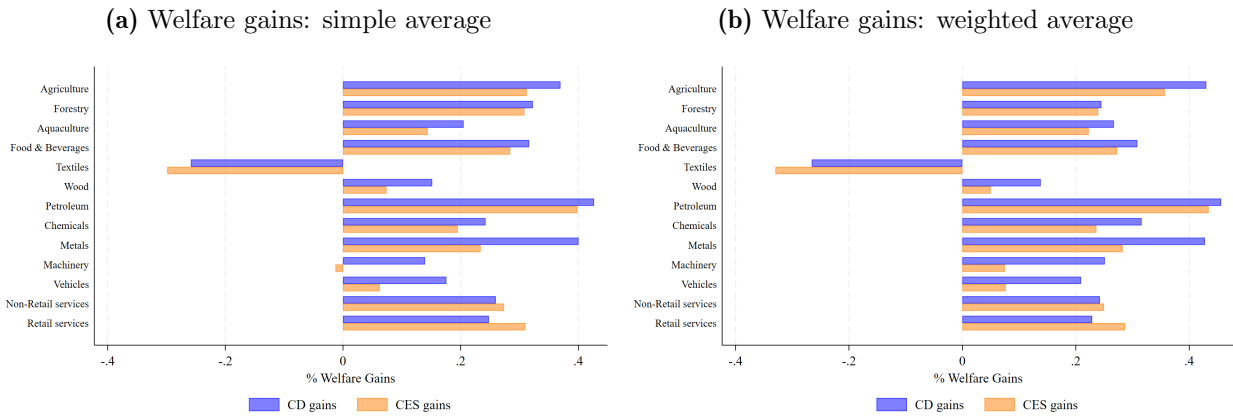 (a) Welfare gains: simple average
Agriculture
Forestry
Aquaculture
Food & Beverages
Textiles
Wood
Petroleum
Chemicals
Metals
Machinery
Vehicles
Non-Retail services
Retail services
-.4 -.2 0 .2 .4
% Welfare Gains
CD gains CES gains
(b) Welfare gains: weighted average
Agriculture
Forestry
Aquaculture
Food & Beverages
Textiles
Wood
Petroleum
Chemicals
Metals
Machinery
Vehicles
Non-Retail services
Retail services
-.4 -.2 0 .2 .4
% Welfare Gains
CD gains CES gains